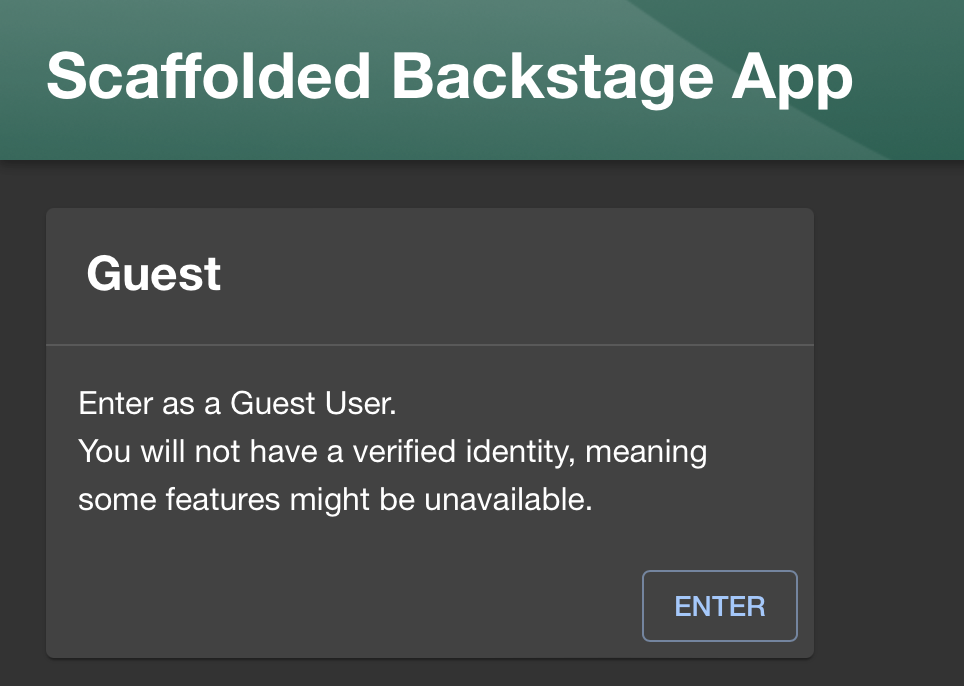 Scaffolded Backstage App
Guest
Enter as a Guest User.
You will not have a verified identity, meaning
some features might be unavailable.
ENTER